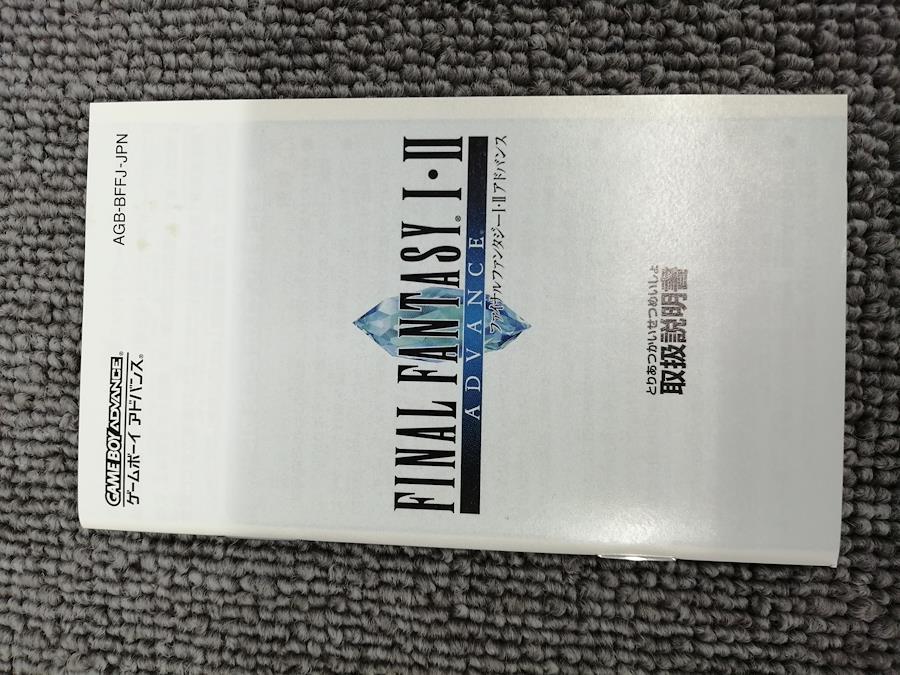 GAME BOY ADVANCE®
ゲームボーイ アドバンス®
AGB-BFFJ-JPN
FINAL FANTASY® I・II
ADVANCE®
ファイナルファンタジーI・IIアドバンス
とりあつかいせつめいしょ
取扱説明書